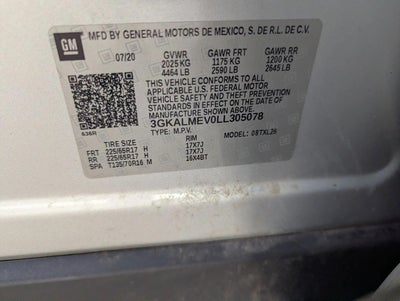 GM
MFD BY GENERAL MOTORS DE MEXICO, S. DE R.L. DE C.V.
07/20 GVWR GAWR FRT GAWR RR
2025 KG 1175 KG 1200 KG
4464 LB 2590 LB 2645 LB
THIS VEHICLE CONFORMS TO ALL
APPLICABLE U.S. FEDERAL MOTOR
VEHICLE SAFETY AND THEFT PREVENTION
STANDARDS IN EFFECT ON THE DATE OF
MANUFACTURE SHOWN ABOVE.
3GKALMEV0LL305078
TYPE: M.P.V. MODEL: 08TXL26
TIRE RIM
FRT 225/65R17 H 17X7J
RR 225/65R17 H 17X7J
SPA T135/70R16 M 16X4BT